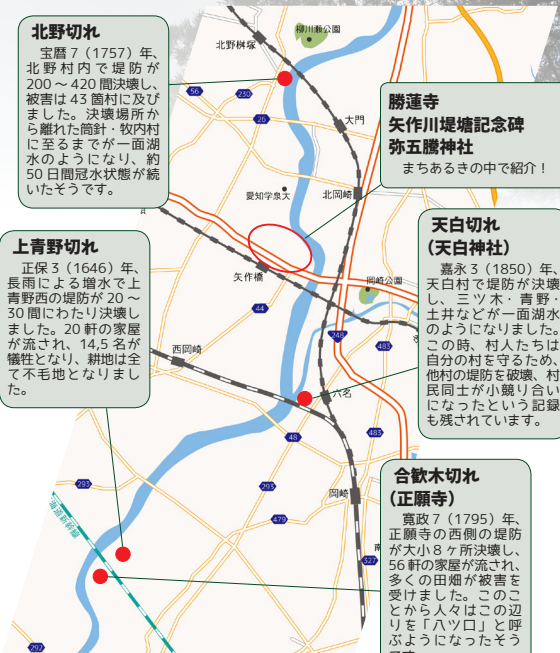 北野切れ
宝暦7(1757)年、
北野村内で堤防が
200~420間決壊し、
被害は43箇村に及び
ました。決壊場所か
ら離れた筒針・牧内村
に至るまでが一面湖
水のようになり、約
50日間冠水状態が続
いたそうです。
上青野切れ
正保3(1646)年、
長雨による増水で上
青野西の堤防が20~
30間にわたり決壊し
ました。20軒の家屋
が流され、14,5名が
犠牲となり、耕地は全
て不毛地となりまし
た。
勝蓮寺
矢作川堤塘記念碑
弥五騰神社
まちあるきの中で紹介!
天白切れ
(天白神社)
嘉永3(1850)年、
天白村で堤防が決壊
し、三ツ木・青野・
土井などが一面湖水
のようになりました。
この時、村人たちは
自分の村を守るため、
他村の堤防を破壊、村
民同士が小競り合い
になったという記録
も残されています。
合歓木切れ
(正願寺)
寛政7(1795)年、
正願寺の西側の堤防
が大小8ヶ所決壊し、
56軒の家屋が流され、
多くの田畑が被害を
受けました。このこ
とから人々はこの辺
りを「八ツ口」と呼
ぶようになったそう
柳川瀬公園
北野桝塚
56
230
26
大門
愛知学泉大
北岡崎
矢作橋
岡崎公園
44
248
483
西岡崎
六名
48
483
293
293
岡崎
479
327
292